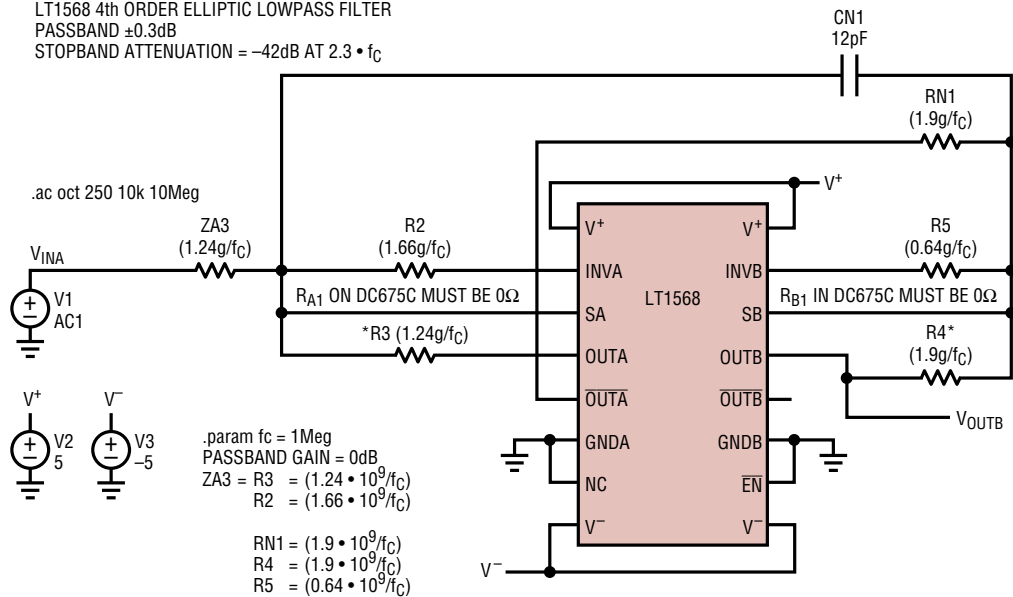 LT1568 4th ORDER ELLIPTIC LOWPASS FILTER
PASSBAND ±0.3dB
STOPBAND ATTENUATION = –42dB AT 2.3 • fC
CN1
12pF
RN1
(1.9g/fC)
.ac oct 250 10k 10Meg
V+
ZA3
(1.24g/fC)
R2
(1.66g/fC)
R5
(0.64g/fC)
VINA
V+
V+
INVA
INVB
V1
AC1
RA1 ON DC675C MUST BE 0Ω
LT1568
RB1 IN DC675C MUST BE 0Ω
SA
SB
*R3 (1.24g/fC)
R4*
(1.9g/fC)
OUTA
OUTB
OUTA
OUTB
VOUTB
V+
V–
V2
5
V3
–5
GNDA
GNDB
NC
EN
V–
V–
V–
.param fc = 1Meg
PASSBAND GAIN = 0dB
ZA3 = R3 = (1.24 • 10^9/fC)
R2 = (1.66 • 10^9/fC)
RN1 = (1.9 • 10^9/fC)
R4 = (1.9 • 10^9/fC)
R5 = (0.64 • 10^9/fC)